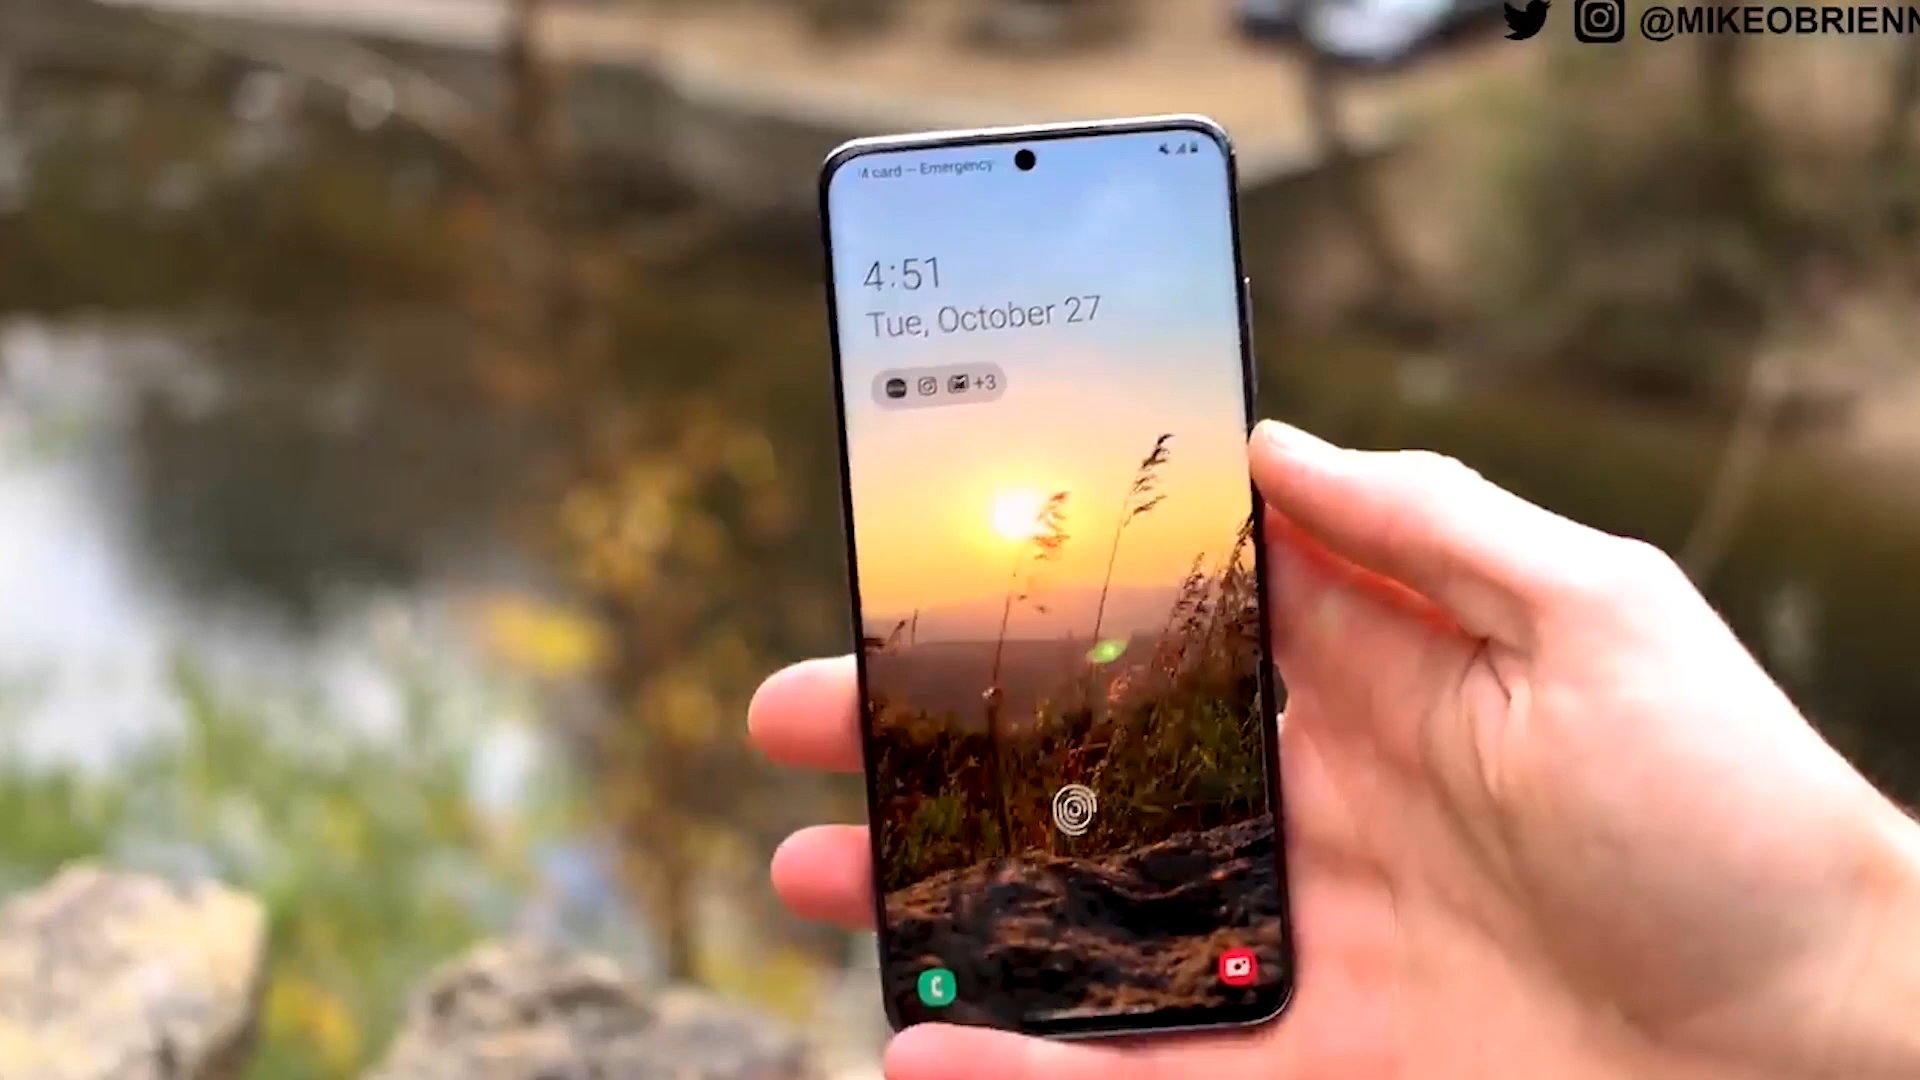 @MIKEOBRIENN
card – Emergency
4:51
Tue, October 27
+3